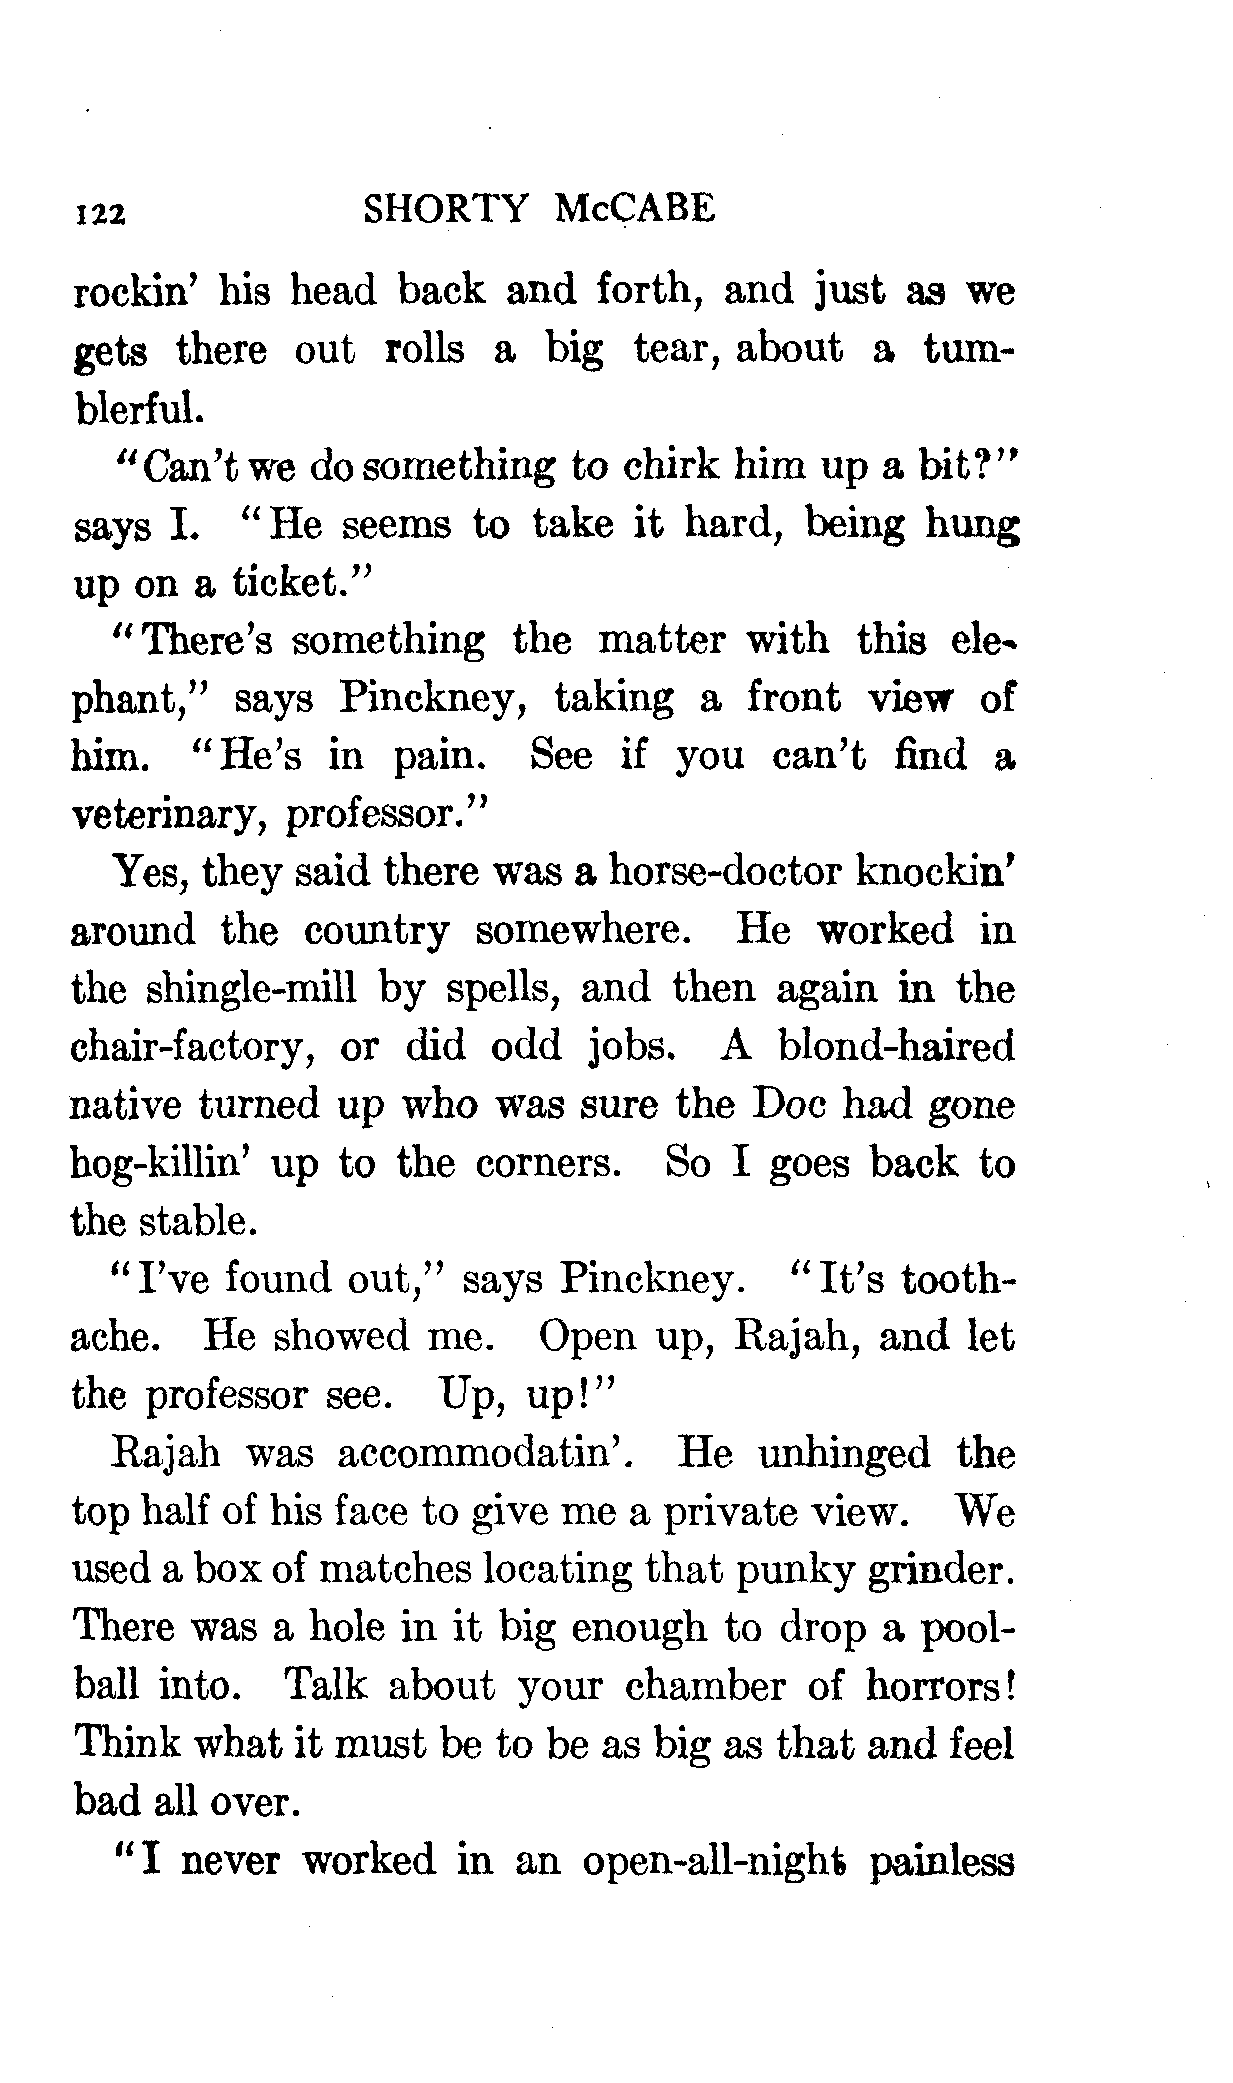 122 SHORTY McCABE
rockin' his head back and forth, and just as we
gets there out rolls a big tear, about a tum-
blerful.
"Can't we do something to chirk him up a bit?"
says I. "He seems to take it hard, being hung
up on a ticket."
"There's something the matter with this ele-
phant," says Pinckney, taking a front view of
him. "He's in pain. See if you can't find a
veterinary, professor."
Yes, they said there was a horse-doctor knockin'
around the country somewhere. He worked in
the shingle-mill by spells, and then again in the
chair-factory, or did odd jobs. A blond-haired
native turned up who was sure the Doc had gone
hog-killin' up to the corners. So I goes back to
the stable.
"I've found out," says Pinckney. "It's tooth-
ache. He showed me. Open up, Rajah, and let
the professor see. Up, up!"
Rajah was accommodatin'. He unhinged the
top half of his face to give me a private view. We
used a box of matches locating that punky grinder.
There was a hole in it big enough to drop a pool-
ball into. Talk about your chamber of horrors!
Think what it must be to be as big as that and feel
bad all over.
"I never worked in an open-all-night painless